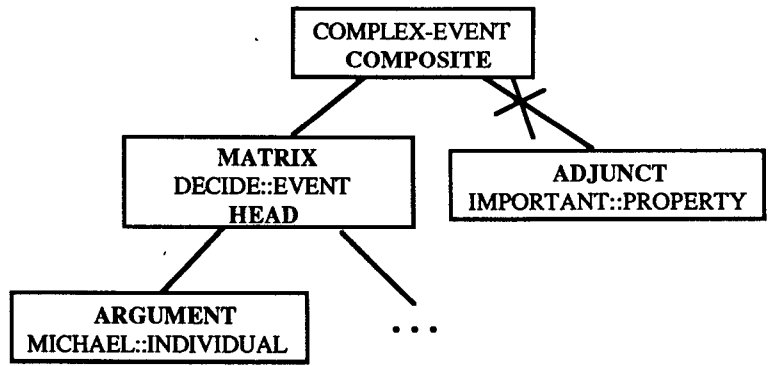 COMPLEX-EVENT
COMPOSITE
MATRIX
DECIDE::EVENT
HEAD
ADJUNCT
IMPORTANT::PROPERTY
ARGUMENT
MICHAEL::INDIVIDUAL
...